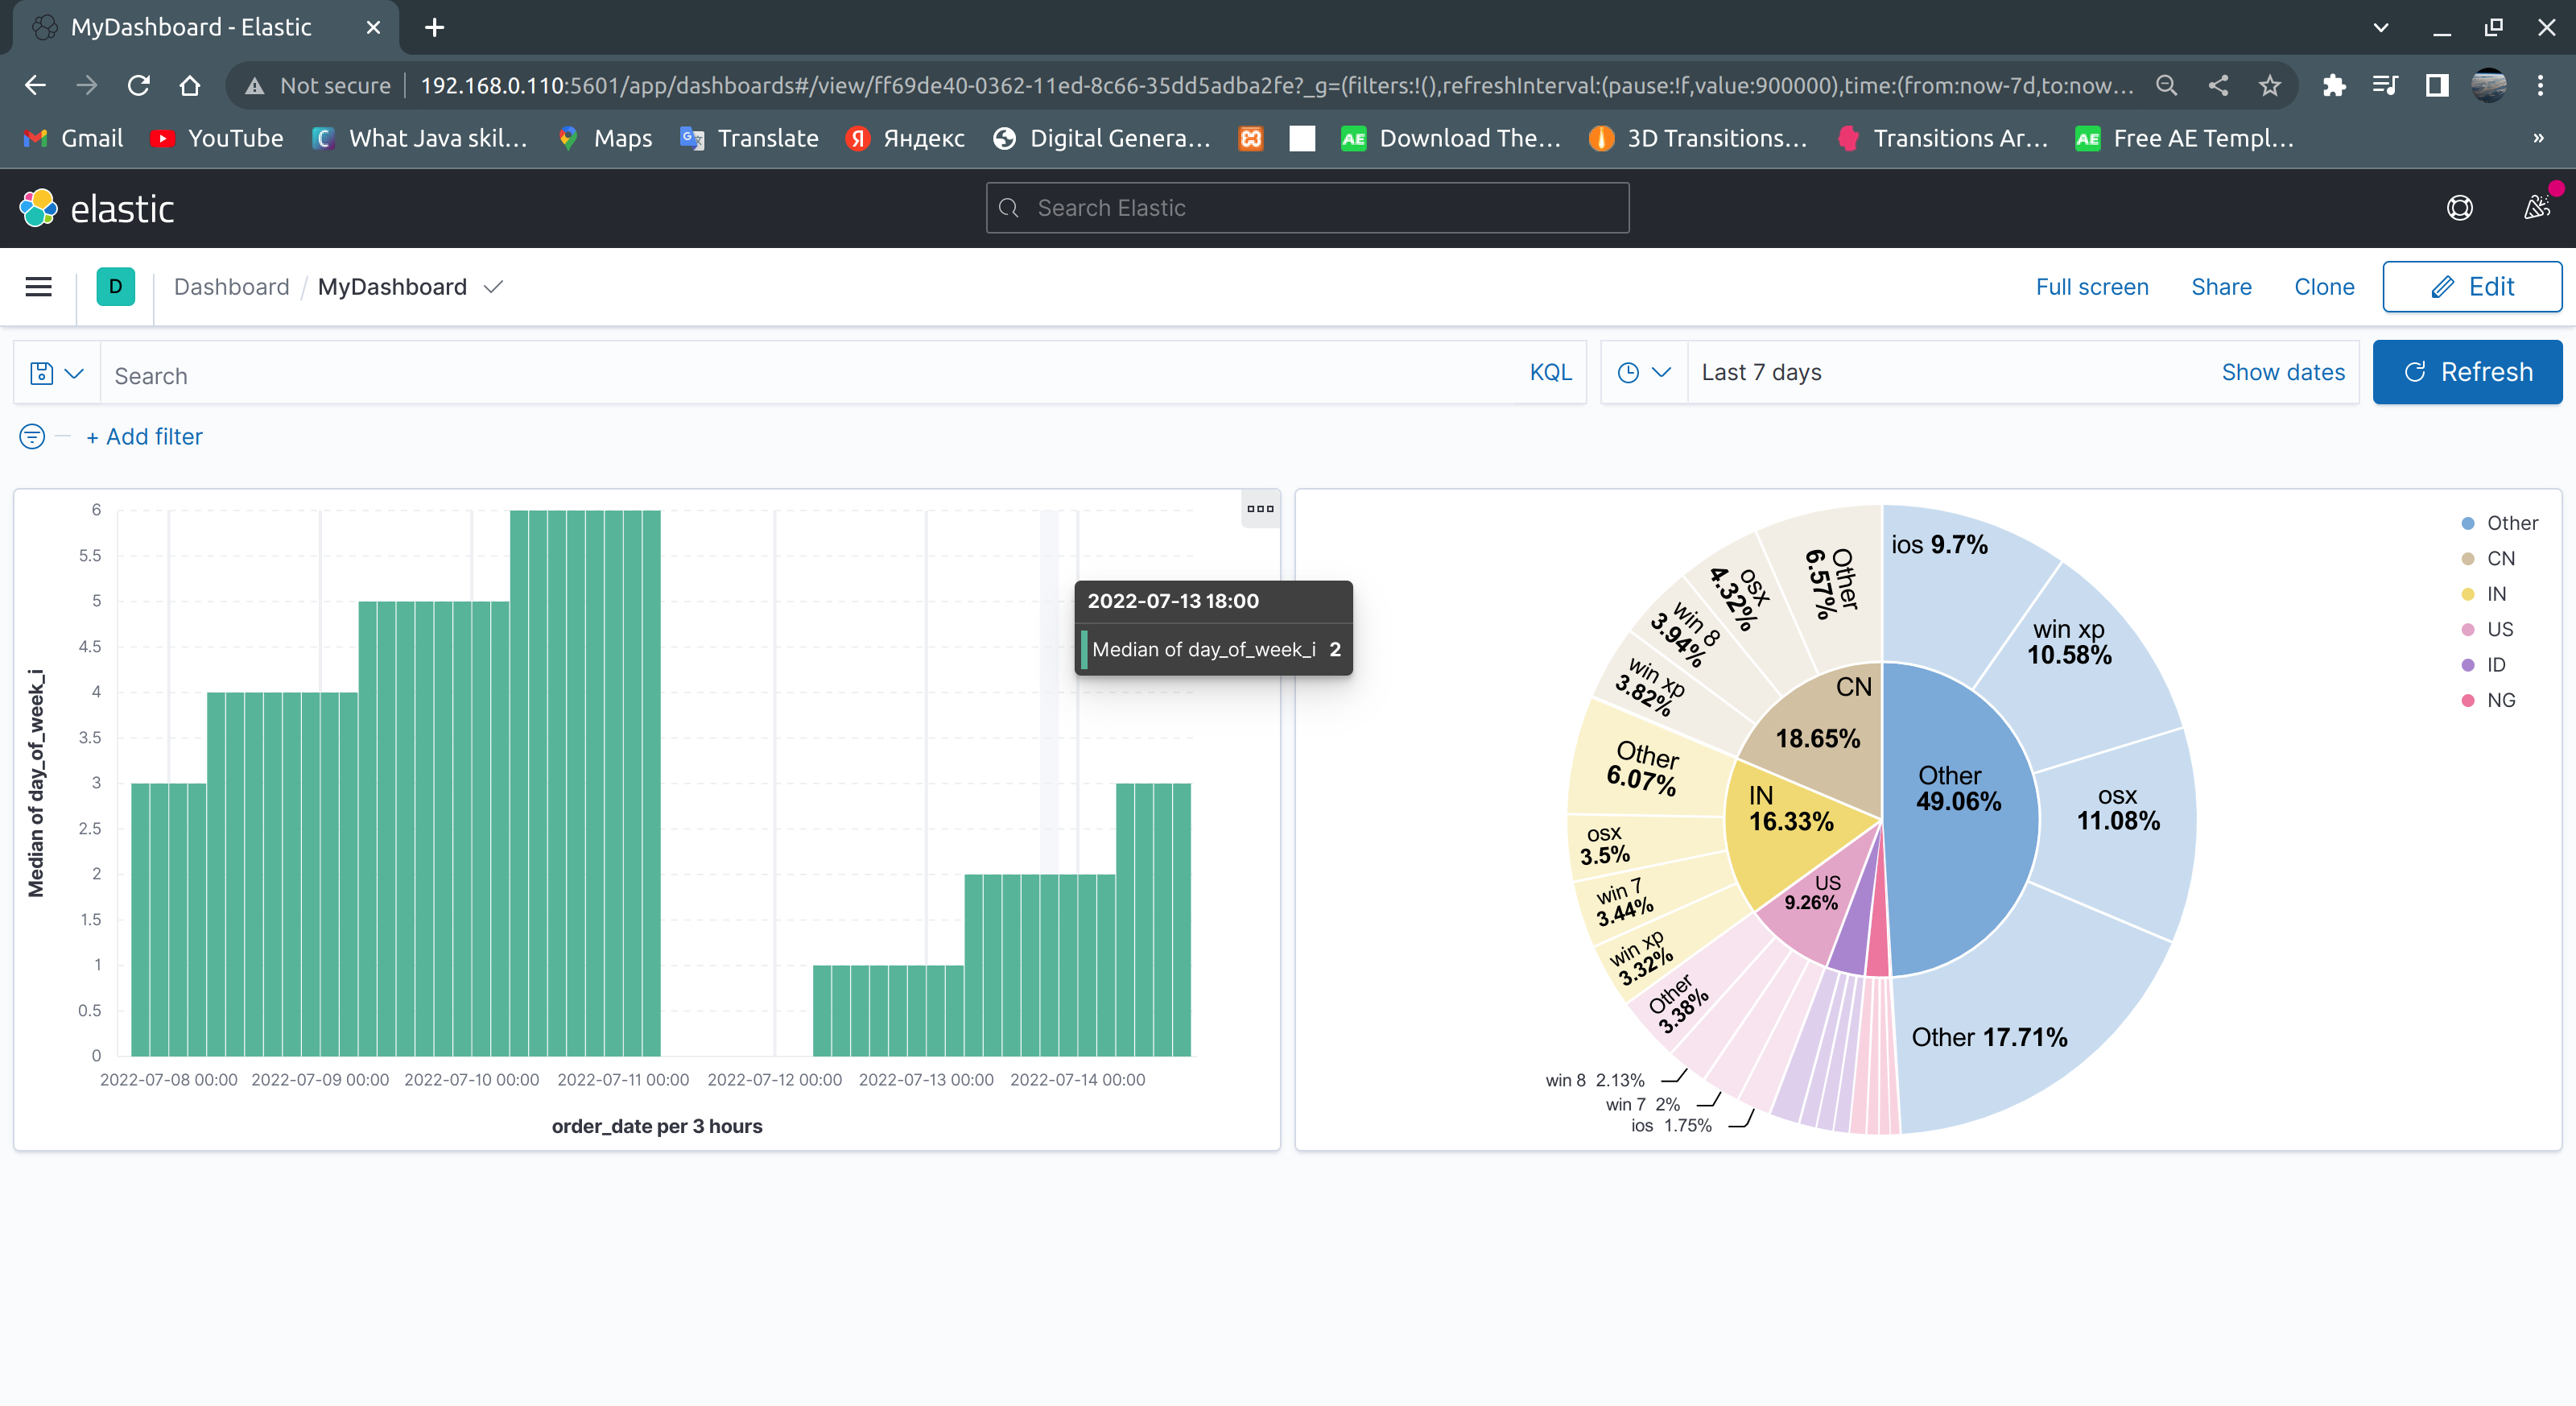 MyDashboard - Elastic
Not secure
192.168.0.110:5601/app/dashboards#/view/ff69de40-0362-11ed-8c66-35dd5adba2fe?_g=(filters:!(),refreshInterval:(pause:!f,value:900000),time:(from:now-7d,to:now...
Gmail
YouTube
What Java skil...
Maps
Translate
Яндекс
Digital Genera...
Download The...
3D Transitions...
Transitions Ar...
Free AE Templ...
»
elastic
Search Elastic
D
Dashboard / MyDashboard
Full screen
Share
Clone
Edit
Search
KQL
Last 7 days
Show dates
Refresh
+ Add filter
Median of day_of_week_i
6
5.5
5
4.5
4
3.5
3
2.5
2
1.5
1
0.5
0
2022-07-08 00:00
2022-07-09 00:00
2022-07-10 00:00
2022-07-11 00:00
2022-07-12 00:00
2022-07-13 00:00
2022-07-14 00:00
order_date per 3 hours
2022-07-13 18:00
Median of day_of_week_i 2
ios 9.7%
win xp
10.58%
osx
11.08%
Other 17.71%
Other
49.06%
CN
18.65%
IN
16.33%
US
9.26%
Other
6.57%
osx
4.32%
win 8
3.94%
win xp
3.82%
Other
6.07%
osx
3.5%
win 7
3.44%
win xp
3.32%
Other
3.38%
win 8 2.13%
win 7 2%
ios 1.75%
Other
CN
IN
US
ID
NG